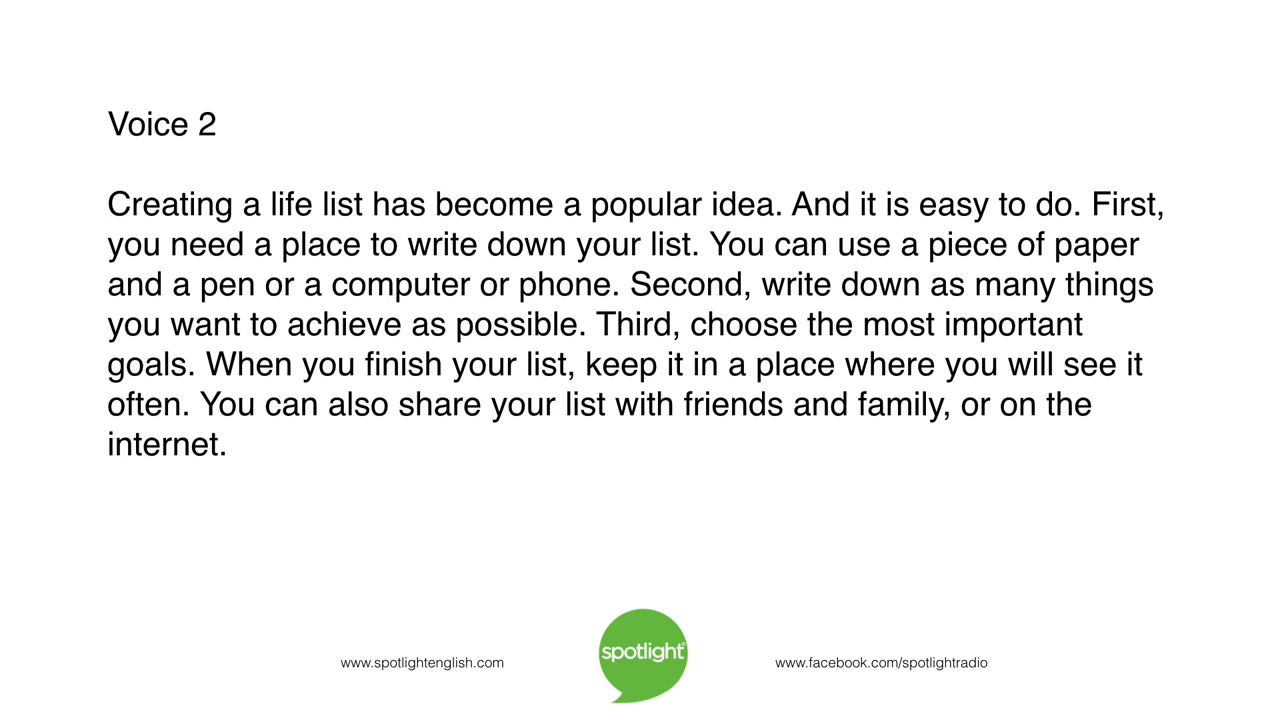 Voice 2
Creating a life list has become a popular idea. And it is easy to do. First,
you need a place to write down your list. You can use a piece of paper
and a pen or a computer or phone. Second, write down as many things
you want to achieve as possible. Third, choose the most important
goals. When you finish your list, keep it in a place where you will see it
often. You can also share your list with friends and family, or on the
internet.
www.spotlightenglish.com
spotlight®
www.facebook.com/spotlightradio